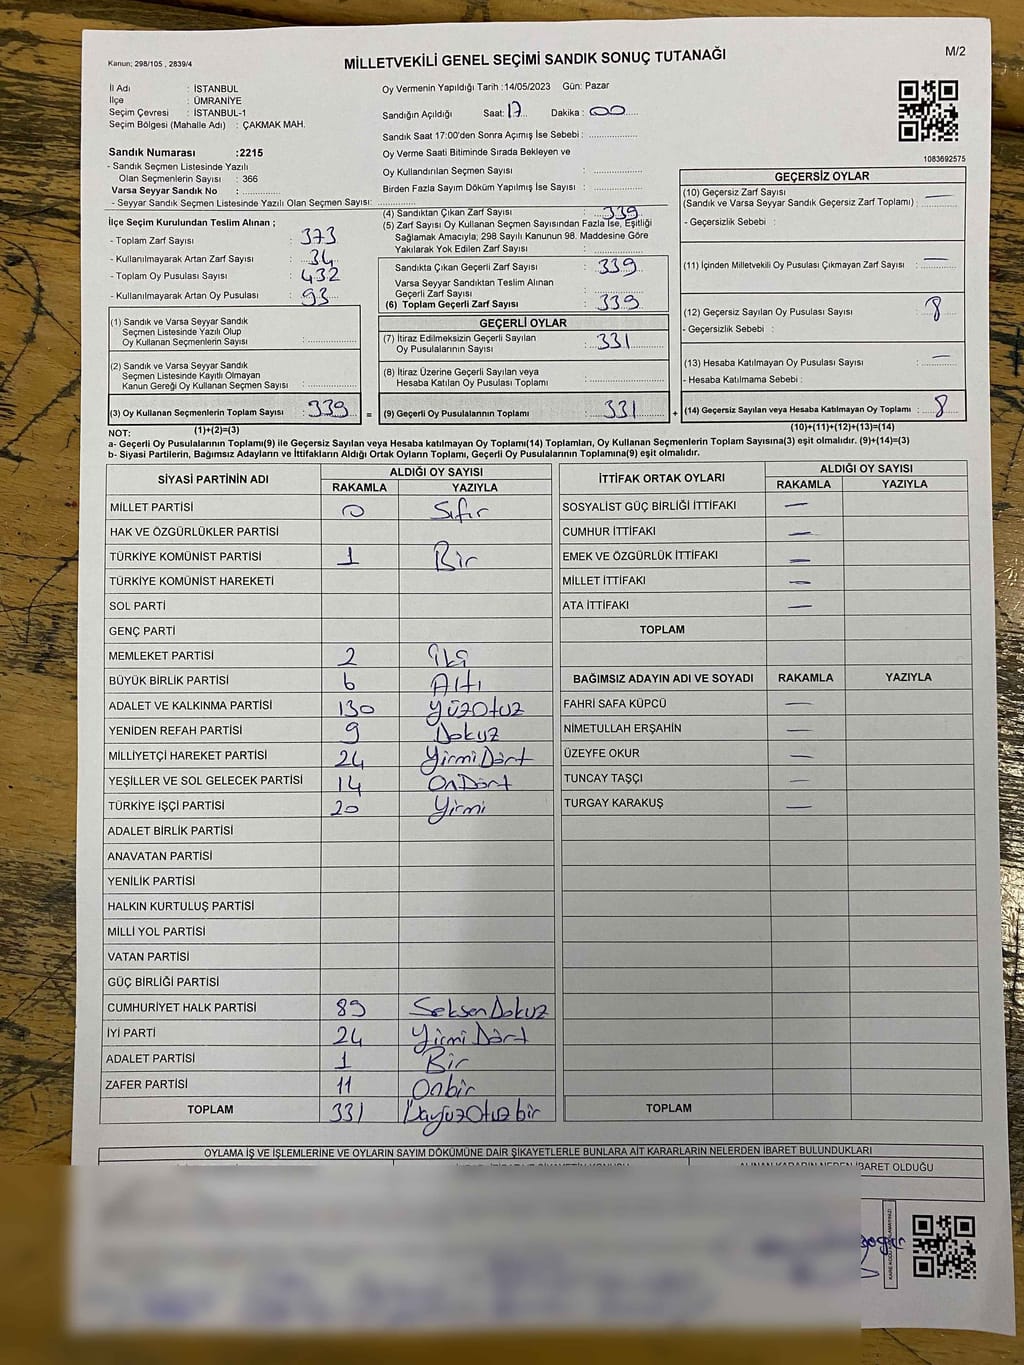 Kanun; 298/105 , 2839/4
MİLLETVEKİLİ GENEL SEÇİMİ SANDIK SONUÇ TUTANAĞI
M/2
İl Adı : İSTANBUL
İlçe : ÜMRANİYE
Seçim Çevresi : İSTANBUL-1
Seçim Bölgesi (Mahalle Adı) : ÇAKMAK MAH.
Oy Vermenin Yapıldığı Tarih :14/05/2023 Gün: Pazar
Sandığın Açıldığı Saat: 17 Dakika : 00
Sandık Saat 17:00'den Sonra Açımış İse Sebebi :
Oy Verme Saati Bitiminde Sırada Bekleyen ve
Oy Kullandırılan Seçmen Sayısı :
Birden Fazla Sayım Döküm Yapılmış İse Sayısı :
1083692575
Sandık Numarası :2215
- Sandık Seçmen Listesinde Yazılı
Olan Seçmenlerin Sayısı : 366
Varsa Seyyar Sandık No :
- Seyyar Sandık Seçmen Listesinde Yazılı Olan Seçmen Sayısı:
İlçe Seçim Kurulundan Teslim Alınan ;
- Toplam Zarf Sayısı : 373
- Kullanılmayarak Artan Zarf Sayısı : 34
- Toplam Oy Pusulası Sayısı : 432
- Kullanılmayarak Artan Oy Pusulası : 93
(4) Sandıktan Çıkan Zarf Sayısı : 339
(5) Zarf Sayısı Oy Kullanan Seçmen Sayısından Fazla İse, Eşitliği
Sağlamak Amacıyla; 298 Sayılı Kanunun 98. Maddesine Göre
Yakılarak Yok Edilen Zarf Sayısı :
Sandıkta Çıkan Geçerli Zarf Sayısı : 339
Varsa Seyyar Sandıktan Teslim Alınan
Geçerli Zarf Sayısı :
(6) Toplam Geçerli Zarf Sayısı : 339
GEÇERSİZ OYLAR
(10) Geçersiz Zarf Sayısı
(Sandık ve Varsa Seyyar Sandık Geçersiz Zarf Toplamı) : —
- Geçersizlik Sebebi :
(11) İçinden Milletvekili Oy Pusulası Çıkmayan Zarf Sayısı : —
(12) Geçersiz Sayılan Oy Pusulası Sayısı : 8
- Geçersizlik Sebebi :
(13) Hesaba Katılmayan Oy Pusulası Sayısı : —
- Hesaba Katılmama Sebebi :
(1) Sandık ve Varsa Seyyar Sandık
Seçmen Listesinde Yazılı Olup
Oy Kullanan Seçmenlerin Sayısı :
(2) Sandık ve Varsa Seyyar Sandık
Seçmen Listesinde Kayıtlı Olmayan
Kanun Gereği Oy Kullanan Seçmen Sayısı :
GEÇERLİ OYLAR
(7) İtiraz Edilmeksizin Geçerli Sayılan
Oy Pusulalarının Sayısı : 331
(8) İtiraz Üzerine Geçerli Sayılan veya
Hesaba Katılan Oy Pusulası Toplamı :
(3) Oy Kullanan Seçmenlerin Toplam Sayısı : 339 = (9) Geçerli Oy Pusulalarının Toplamı : 331 + (14) Geçersiz Sayılan veya Hesaba Katılmayan Oy Toplamı : 8
(1)+(2)=(3)
(10)+(11)+(12)+(13)=(14)
NOT:
a- Geçerli Oy Pusulalarının Toplamı(9) ile Geçersiz Sayılan veya Hesaba katılmayan Oy Toplamı(14) Toplamları, Oy Kullanan Seçmenlerin Toplam Sayısına(3) eşit olmalıdır. (9)+(14)=(3)
b- Siyasi Partilerin, Bağımsız Adayların ve İttifakların Aldığı Ortak Oyların Toplamı, Geçerli Oy Pusulalarının Toplamına(9) eşit olmalıdır.
SİYASİ PARTİNİN ADI ALDIĞI OY SAYISI
RAKAMLA YAZIYLA
MİLLET PARTİSİ 0 Sıfır
HAK VE ÖZGÜRLÜKLER PARTİSİ
TÜRKİYE KOMÜNİST PARTİSİ 1 Bir
TÜRKİYE KOMÜNİST HAREKETİ
SOL PARTİ
GENÇ PARTİ
MEMLEKET PARTİSİ 2 İki
BÜYÜK BİRLİK PARTİSİ 6 Altı
ADALET VE KALKINMA PARTİSİ 130 YüzOtuz
YENİDEN REFAH PARTİSİ 9 Dokuz
MİLLİYETÇİ HAREKET PARTİSİ 24 YirmiDört
YEŞİLLER VE SOL GELECEK PARTİSİ 14 OnDört
TÜRKİYE İŞÇİ PARTİSİ 20 Yirmi
ADALET BİRLİK PARTİSİ
ANAVATAN PARTİSİ
YENİLİK PARTİSİ
HALKIN KURTULUŞ PARTİSİ
MİLLİ YOL PARTİSİ
VATAN PARTİSİ
GÜÇ BİRLİĞİ PARTİSİ
CUMHURİYET HALK PARTİSİ 89 SeksenDokuz
İYİ PARTİ 24 YirmiDört
ADALET PARTİSİ 1 Bir
ZAFER PARTİSİ 11 Onbir
TOPLAM 331 ÜçyüzOtuzbir
İTTİFAK ORTAK OYLARI ALDIĞI OY SAYISI
RAKAMLA YAZIYLA
SOSYALİST GÜÇ BİRLİĞİ İTTİFAKI —
CUMHUR İTTİFAKI —
EMEK VE ÖZGÜRLÜK İTTİFAKI —
MİLLET İTTİFAKI —
ATA İTTİFAKI —
TOPLAM
BAĞIMSIZ ADAYIN ADI VE SOYADI RAKAMLA YAZIYLA
FAHRİ SAFA KÜPCÜ —
NİMETULLAH ERŞAHİN —
ÜZEYFE OKUR —
TUNCAY TAŞÇI —
TURGAY KARAKUŞ —
TOPLAM
OYLAMA İŞ VE İŞLEMLERİNE VE OYLARIN SAYIM DÖKÜMÜNE DAİR ŞİKAYETLERLE BUNLARA AİT KARARLARIN NELERDEN İBARET BULUNDUKLARI
İBARET OLDUĞU